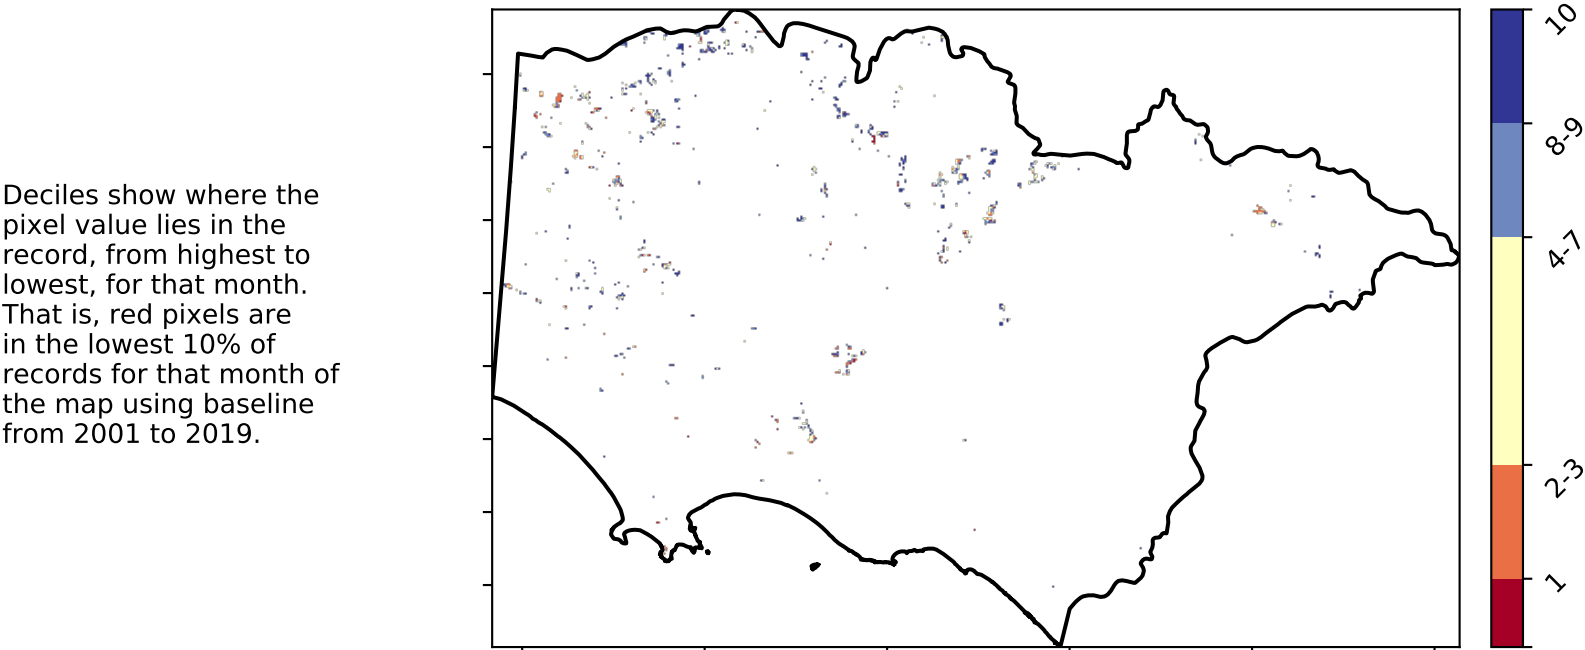 Deciles show where the
pixel value lies in the
record, from highest to
lowest, for that month.
That is, red pixels are
in the lowest 10% of
records for that month of
the map using baseline
from 2001 to 2019.
10
8-9
4-7
2-3
1